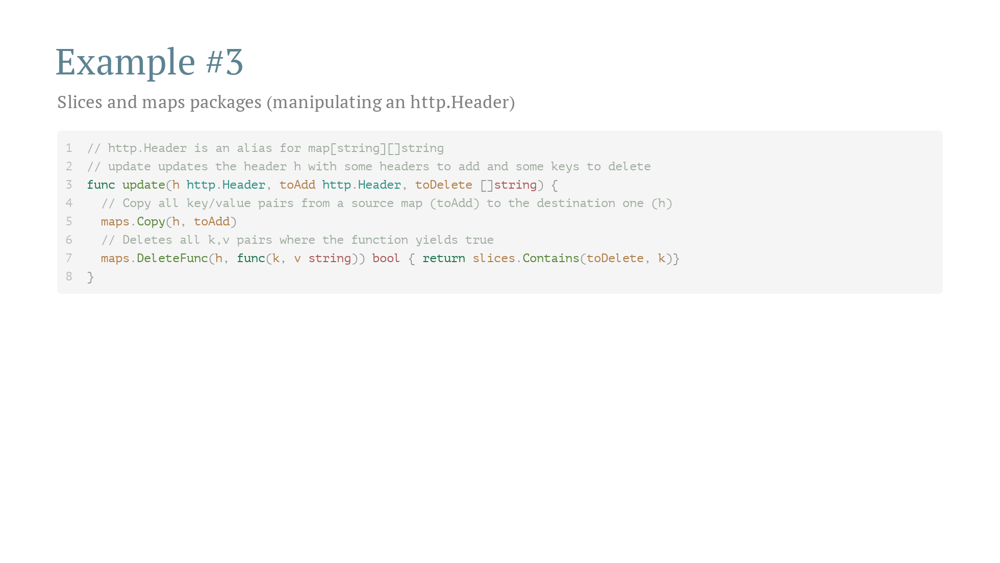 Example #3
Slices and maps packages (manipulating an http.Header)
1 // http.Header is an alias for map[string][]string
2 // update updates the header h with some headers to add and some keys to delete
3 func update(h http.Header, toAdd http.Header, toDelete []string) {
4   // Copy all key/value pairs from a source map (toAdd) to the destination one (h)
5   maps.Copy(h, toAdd)
6   // Deletes all k,v pairs where the function yields true
7   maps.DeleteFunc(h, func(k, v string)) bool { return slices.Contains(toDelete, k)}
8 }